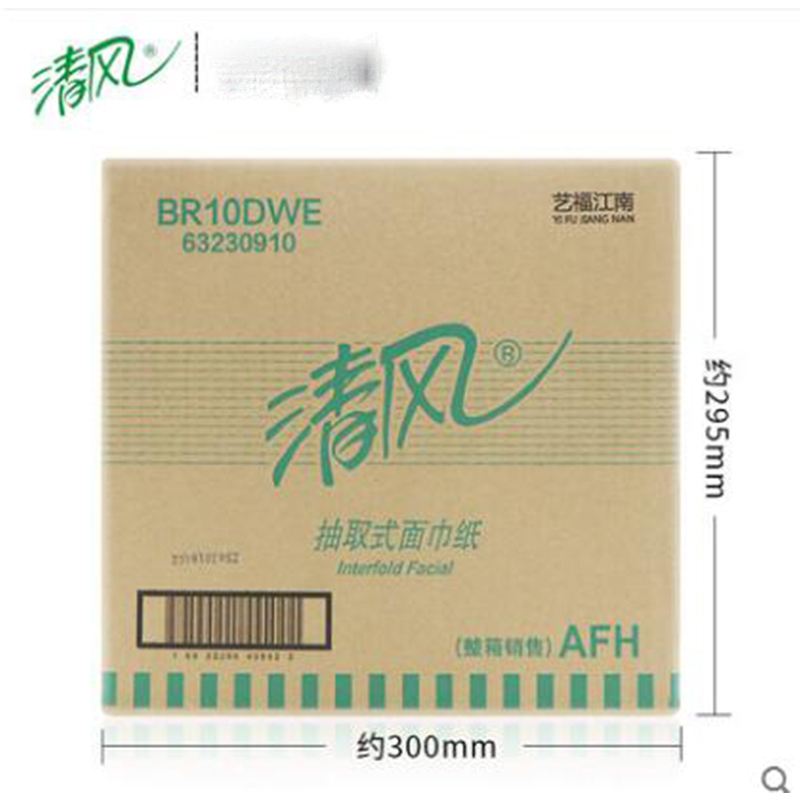 清风®
BR10DWE
63230910
艺福江南
YI FU JIANG NAN
清风®
约295mm
抽取式面巾纸
Interfold Facial
(整箱销售) AFH
约300mm